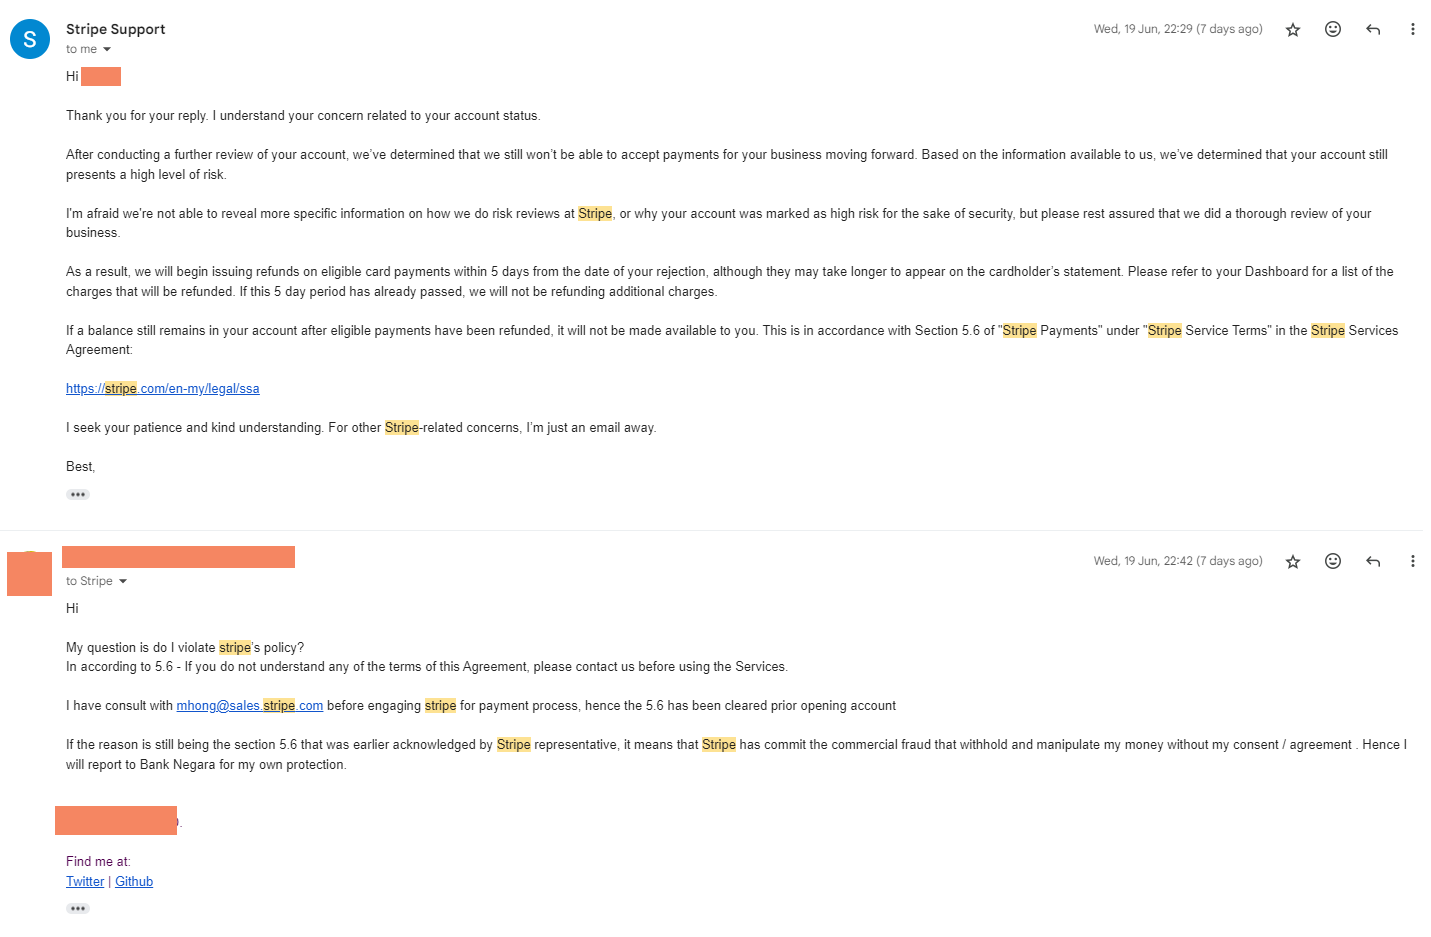 S
Stripe Support
Wed, 19 Jun, 22:29 (7 days ago)
to me
Hi
Thank you for your reply. I understand your concern related to your account status.
After conducting a further review of your account, we've determined that we still won't be able to accept payments for your business moving forward. Based on the information available to us, we've determined that your account still
presents a high level of risk.
I'm afraid we're not able to reveal more specific information on how we do risk reviews at Stripe, or why your account was marked as high risk for the sake of security, but please rest assured that we did a thorough review of your
business.
As a result, we will begin issuing refunds on eligible card payments within 5 days from the date of your rejection, although they may take longer to appear on the cardholder's statement. Please refer to your Dashboard for a list of the
charges that will be refunded. If this 5 day period has already passed, we will not be refunding additional charges.
If a balance still remains in your account after eligible payments have been refunded, it will not be made available to you. This is in accordance with Section 5.6 of "Stripe Payments" under "Stripe Service Terms" in the Stripe Services
Agreement:
https://stripe.com/en-my/legal/ssa
I seek your patience and kind understanding. For other Stripe-related concerns, I'm just an email away.
Best,
Wed, 19 Jun, 22:42 (7 days ago)
to Stripe
Hi
My question is do I violate stripe's policy?
In according to 5.6 - If you do not understand any of the terms of this Agreement, please contact us before using the Services.
I have consult with mhong@sales.stripe.com before engaging stripe for payment process, hence the 5.6 has been cleared prior opening account
If the reason is still being the section 5.6 that was earlier acknowledged by Stripe representative, it means that Stripe has commit the commercial fraud that withhold and manipulate my money without my consent / agreement . Hence I
will report to Bank Negara for my own protection.
Find me at:
Twitter | Github